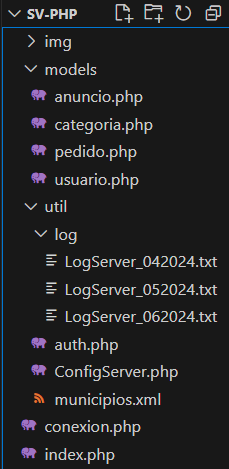 SV-PHP
img
models
anuncio.php
categoria.php
pedido.php
usuario.php
util
log
LogServer_042024.txt
LogServer_052024.txt
LogServer_062024.txt
auth.php
ConfigServer.php
municipios.xml
conexion.php
index.php